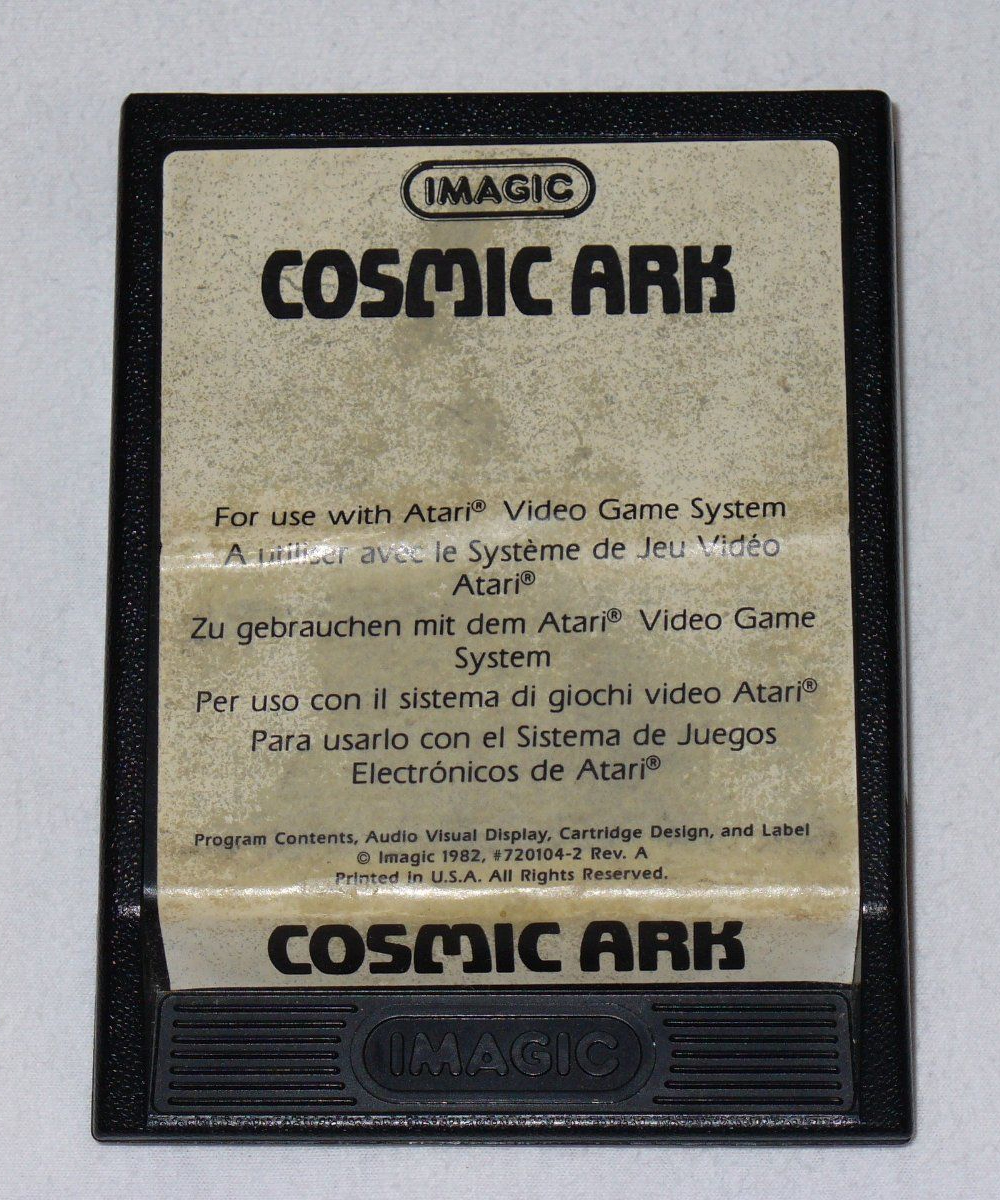 IMAGIC
COSMIC ARK
For use with Atari® Video Game System
A utiliser avec le Système de Jeu Vidéo
Atari®
Zu gebrauchen mit dem Atari® Video Game
System
Per uso con il sistema di giochi video Atari®
Para usarlo con el Sistema de Juegos
Electrónicos de Atari®
Program Contents, Audio Visual Display, Cartridge Design, and Label
© Imagic 1982, #720104-2 Rev. A
Printed in U.S.A. All Rights Reserved.
COSMIC ARK
IMAGIC